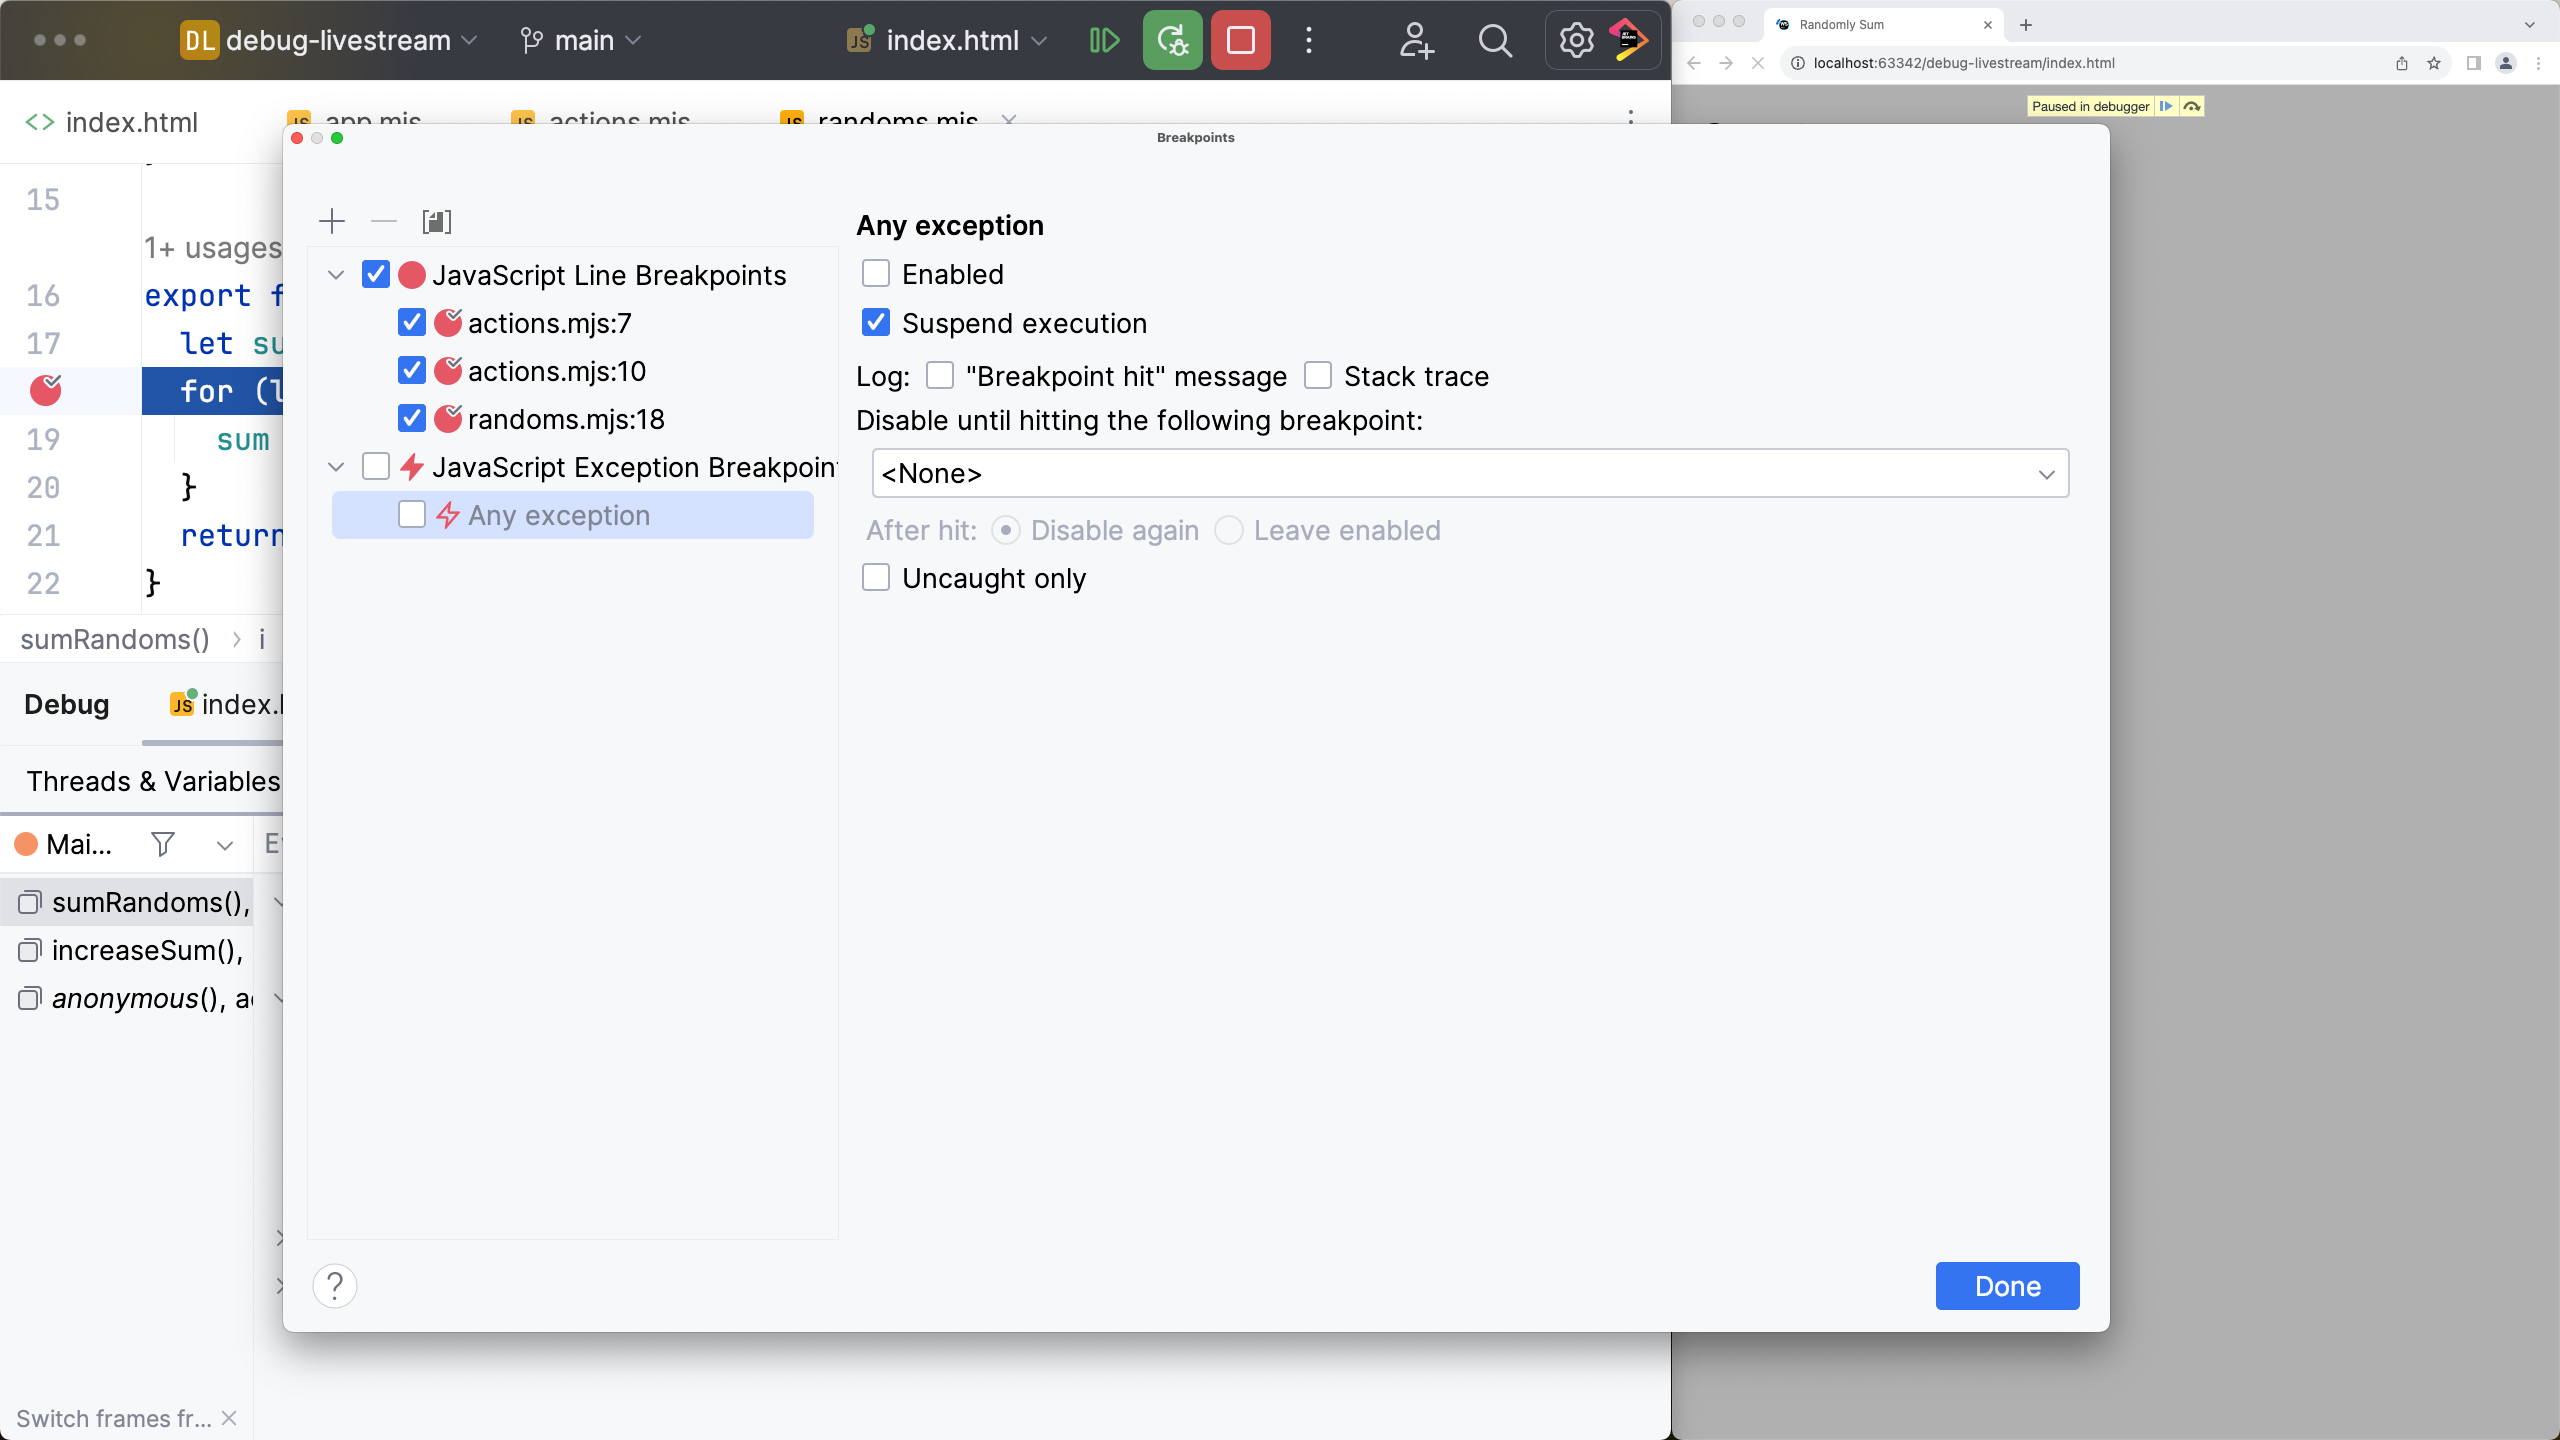 DL debug-livestream main index.html
Randomly Sum
localhost:63342/debug-livestream/index.html
Paused in debugger
index.html app.mjs actions.mjs randoms.mjs
Breakpoints
15
1+ usages
16 export f
17 let su
for (l
19 sum
20 }
21 return
22 }
sumRandoms() › i
Debug index.h
Threads & Variables
Mai... Ev
sumRandoms(),
increaseSum(),
anonymous(), ac
Switch frames fr...
JavaScript Line Breakpoints
actions.mjs:7
actions.mjs:10
randoms.mjs:18
JavaScript Exception Breakpoin
Any exception
Any exception
Enabled
Suspend execution
Log: "Breakpoint hit" message Stack trace
Disable until hitting the following breakpoint:
<None>
After hit: Disable again Leave enabled
Uncaught only
?
Done